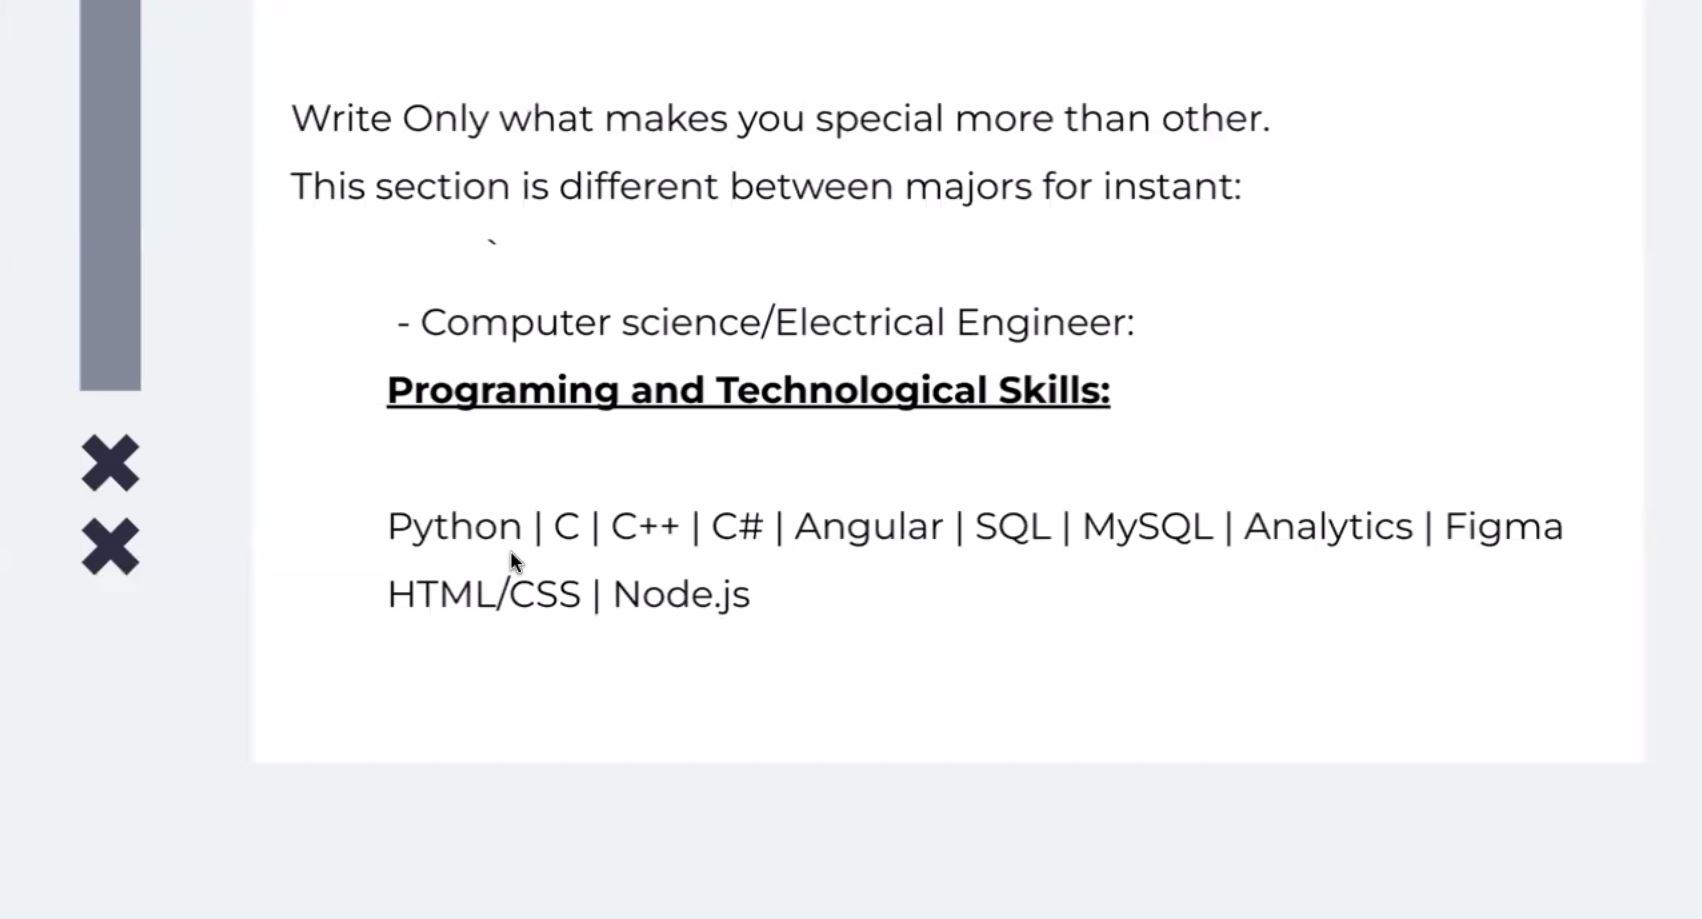 Write Only what makes you special more than other.
This section is different between majors for instant:
`
- Computer science/Electrical Engineer:
Programing and Technological Skills:
Python | C | C++ | C# | Angular | SQL | MySQL | Analytics | Figma
HTML/CSS | Node.js